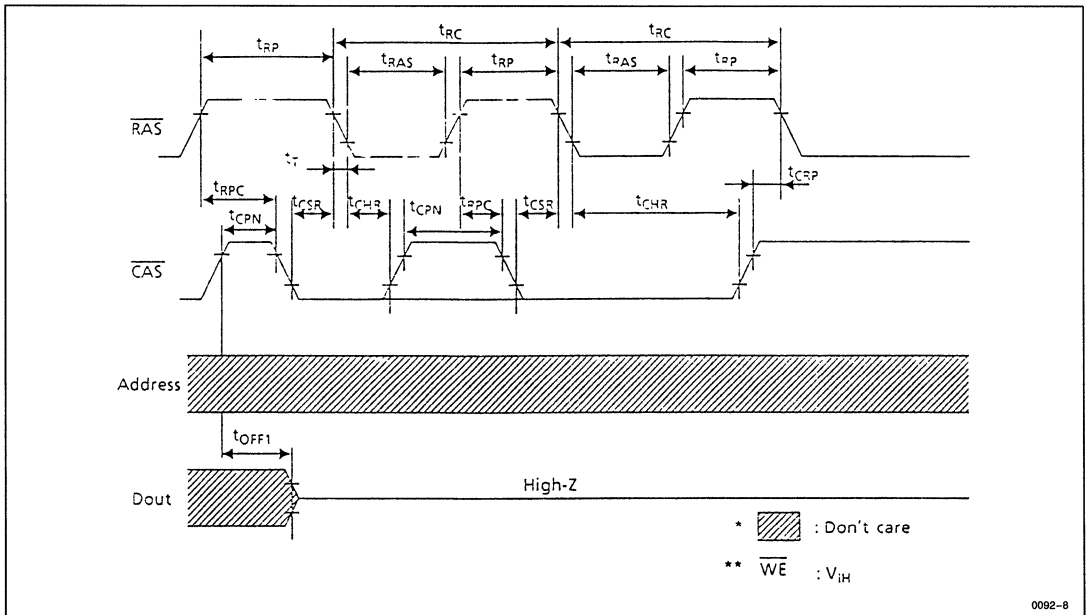 tRC tRC
tRP tRAS tRP tRAS tRP
RAS
tT
tCRP
tRPC tCSR tCHR tCPN tRPC tCSR tCHR
tCPN
CAS
Address
tOFF1
Dout High-Z
* : Don't care
** WE : VIH
0092-8